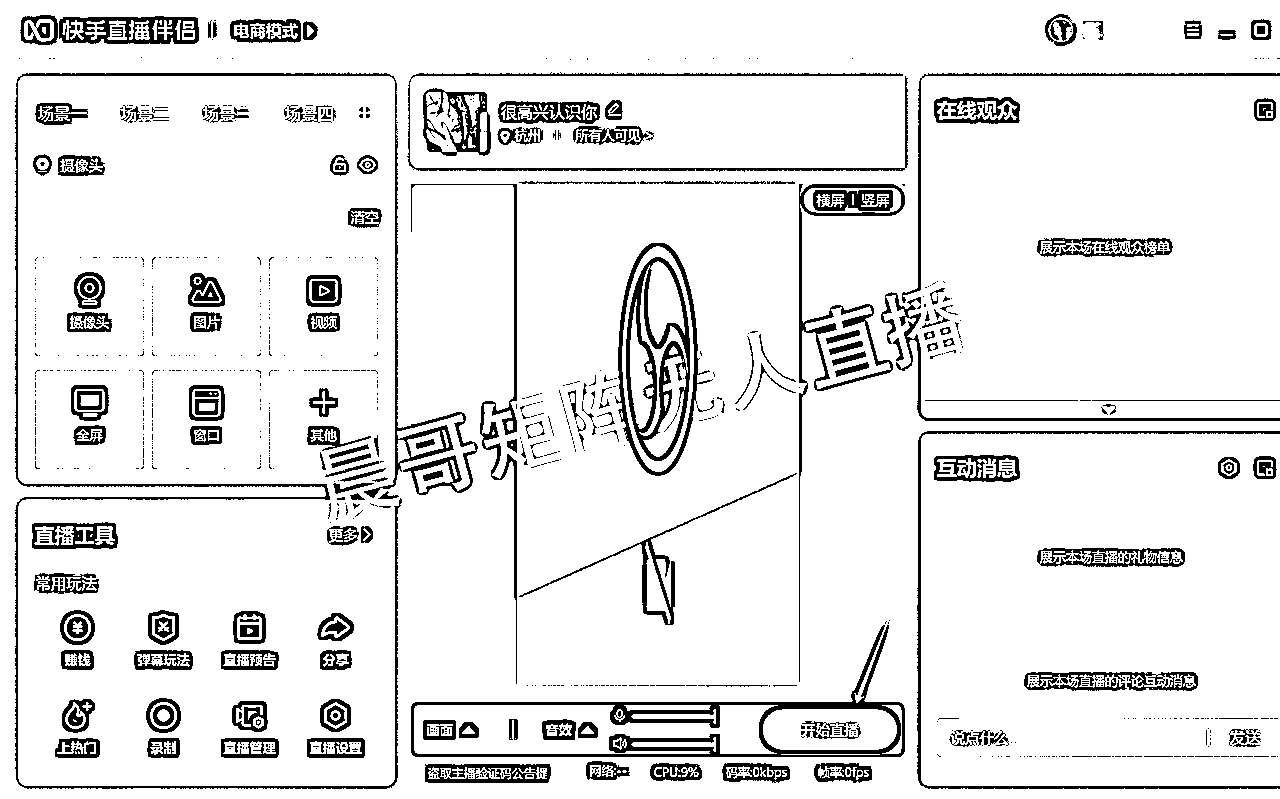 快手直播伴侣 电商模式
场景一 场景二 场景三 场景四
摄像头
清空
摄像头 图片 视频
全屏 窗口 其他
直播工具 更多
常用玩法
赚钱 弹幕玩法 直播预告 分享
上热门 录制 直播管理 直播设置
很高兴认识你
杭州 所有人可见 >
横屏 竖屏
晨哥矩阵无人直播
画面 音效 开始直播
盗取主播验证码公告提 网络:-- CPU:9% 码率:0kbps 帧率:0fps
在线观众
展示本场在线观众榜单
互动消息
展示本场直播的礼物信息
展示本场直播的评论互动消息
说点什么... 发送